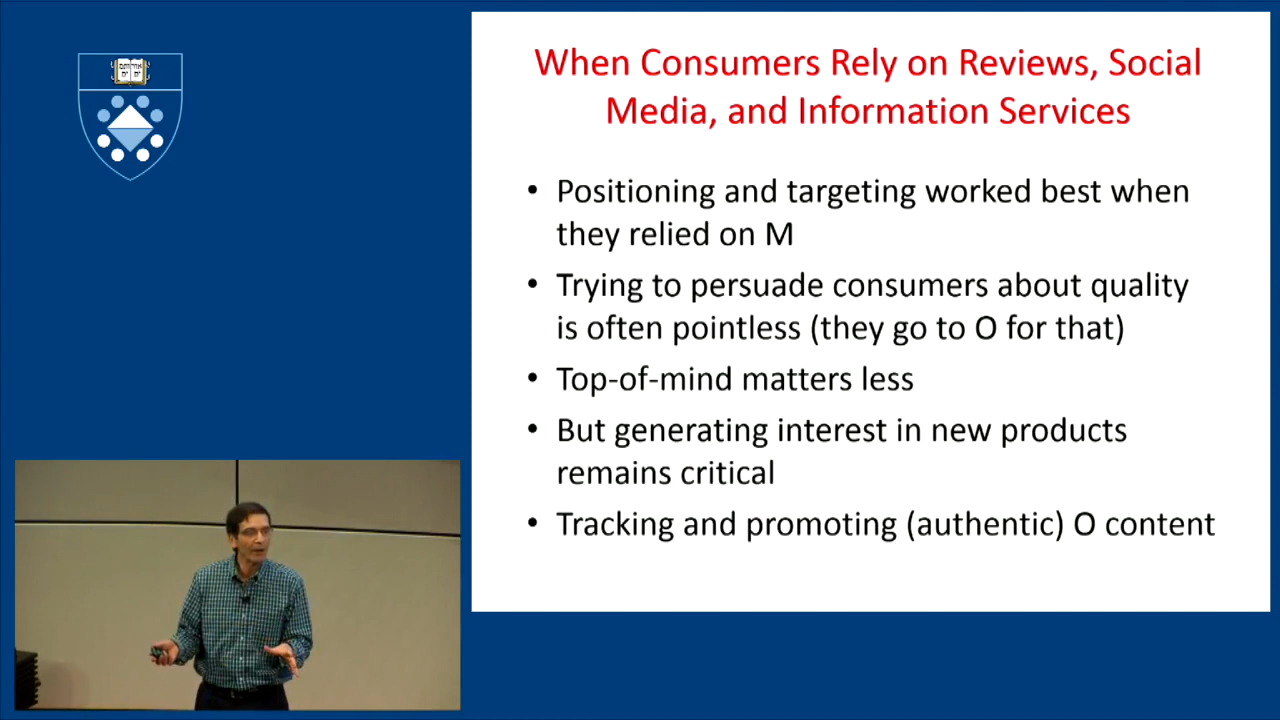 When Consumers Rely on Reviews, Social
Media, and Information Services
• Positioning and targeting worked best when
they relied on M
• Trying to persuade consumers about quality
is often pointless (they go to O for that)
• Top-of-mind matters less
• But generating interest in new products
remains critical
• Tracking and promoting (authentic) O content